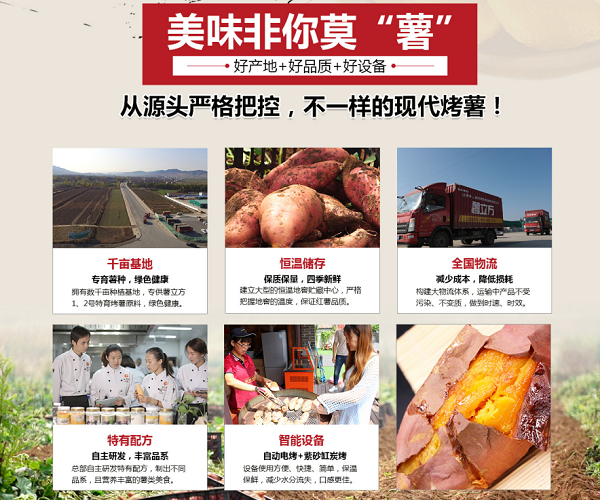 美味非你莫“薯”
好产地+好品质+好设备
从源头严格把控，不一样的现代烤薯！
千亩基地
专育薯种，绿色健康
拥有数千亩种植基地，专供薯立方
1、2号特育烤薯原料，绿色健康。
恒温储存
保质保量，四季新鲜
建立大型的恒温地窖贮藏中心，严格
把握地窖的温度，保证红薯品质。
薯立方
全国物流
减少成本，降低损耗
构建大物流体系，运输中产品不受
污染、不变质，做到时速、时效。
特有配方
自主研发，丰富品系
总部自主研发特有配方，制出不同
品系，且营养丰富的薯类美食。
智能设备
自动电烤+紫砂缸炭烤
设备使用方便、快捷、简单，保温
保鲜，减少水分流失，口感更佳。